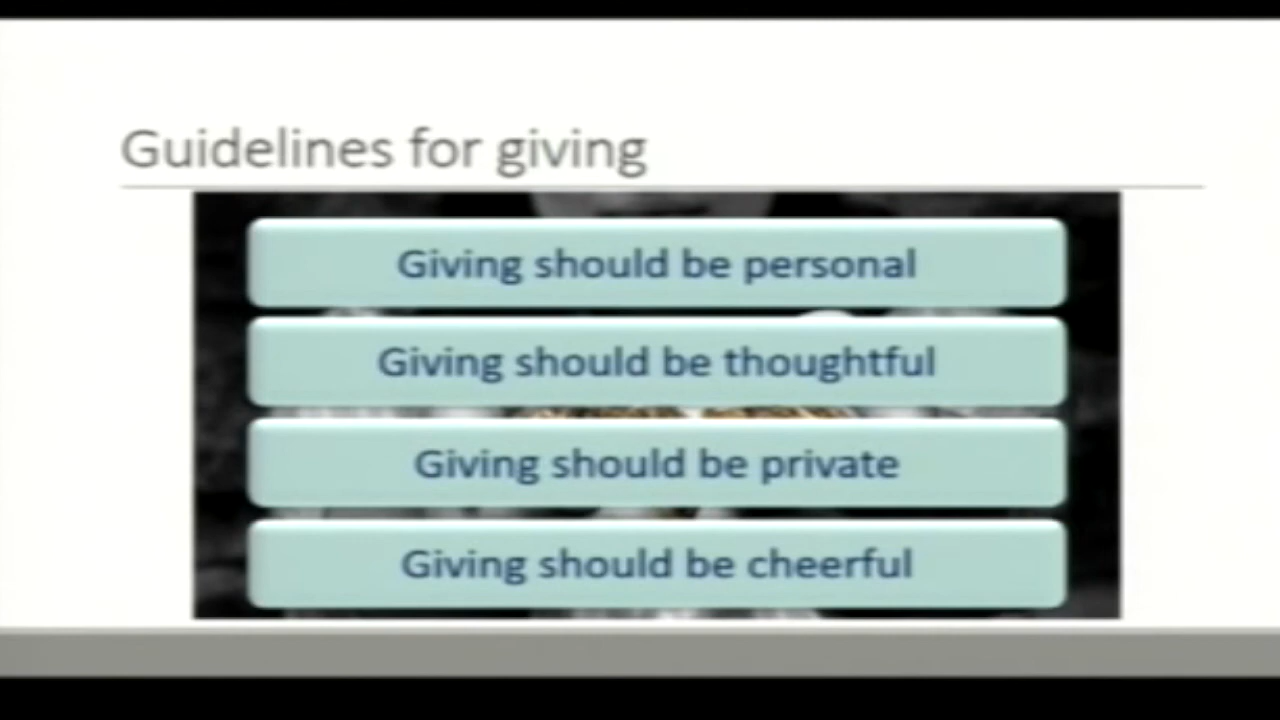 Guidelines for giving
Giving should be personal
Giving should be thoughtful
Giving should be private
Giving should be cheerful